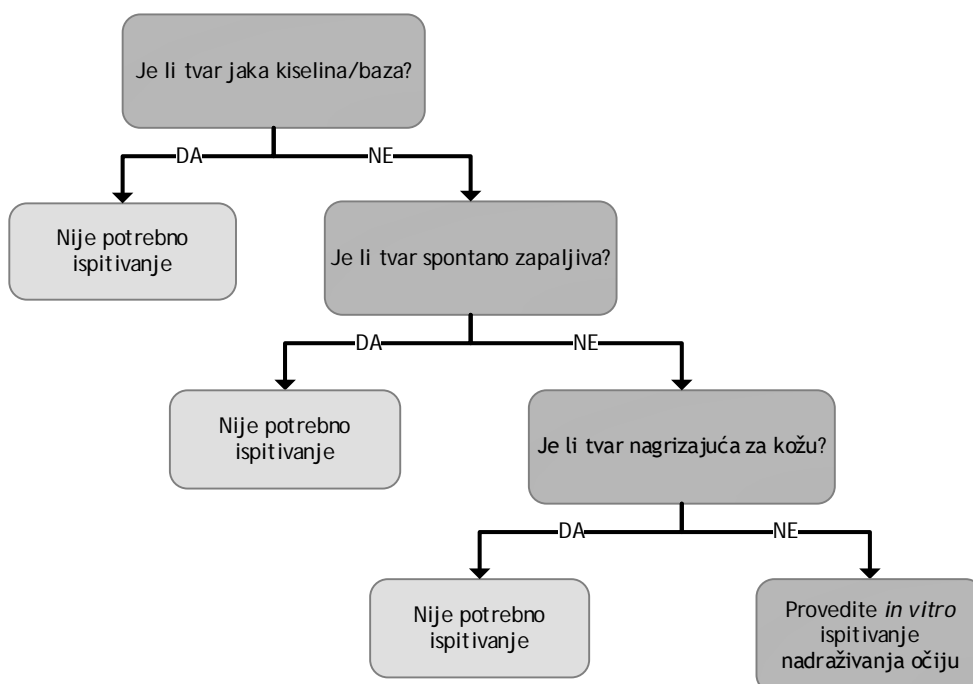 Je li tvar jaka kiselina/baza?
DA
NE
Nije potrebno
ispitivanje
Je li tvar spontano zapaljiva?
DA
NE
Nije potrebno
ispitivanje
Je li tvar nagrizajuća za kožu?
DA
NE
Nije potrebno
ispitivanje
Provedite in vitro
ispitivanje
nadraživanja očiju